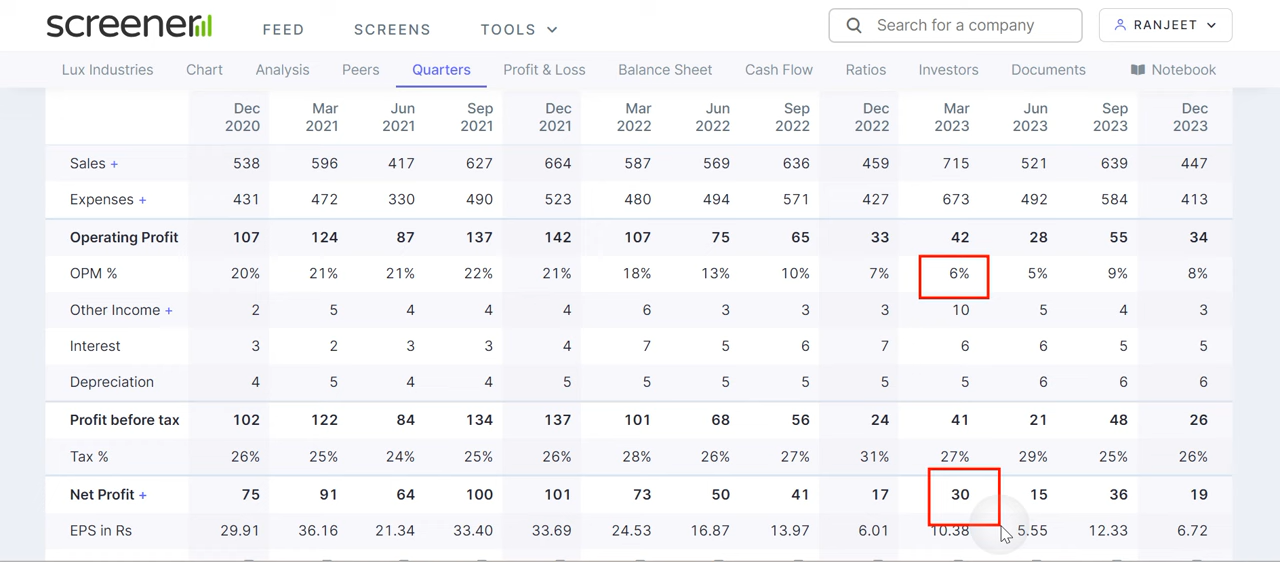 screener
FEED SCREENS TOOLS
Search for a company
RANJEET
Lux Industries Chart Analysis Peers Quarters Profit & Loss Balance Sheet Cash Flow Ratios Investors Documents Notebook
Dec Mar Jun Sep Dec Mar Jun Sep Dec Mar Jun Sep Dec
2020 2021 2021 2021 2021 2022 2022 2022 2022 2023 2023 2023 2023
Sales + 538 596 417 627 664 587 569 636 459 715 521 639 447
Expenses + 431 472 330 490 523 480 494 571 427 673 492 584 413
Operating Profit 107 124 87 137 142 107 75 65 33 42 28 55 34
OPM % 20% 21% 21% 22% 21% 18% 13% 10% 7% 6% 5% 9% 8%
Other Income + 2 5 4 4 4 6 3 3 3 10 5 4 3
Interest 3 2 3 3 4 7 5 6 7 6 6 5 5
Depreciation 4 5 4 4 5 5 5 5 5 5 6 6 6
Profit before tax 102 122 84 134 137 101 68 56 24 41 21 48 26
Tax % 26% 25% 24% 25% 26% 28% 26% 27% 31% 27% 29% 25% 26%
Net Profit + 75 91 64 100 101 73 50 41 17 30 15 36 19
EPS in Rs 29.91 36.16 21.34 33.40 33.69 24.53 16.87 13.97 6.01 10.38 5.55 12.33 6.72